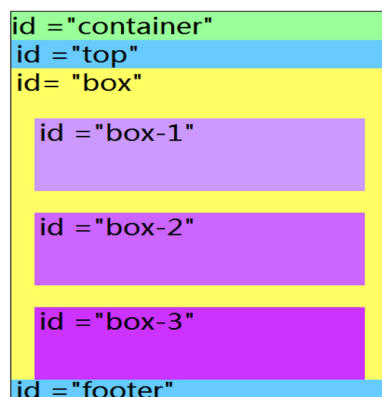 id ="container"
id ="top"
id= "box"
id ="box-1"
id ="box-2"
id ="box-3"
id ="footer"